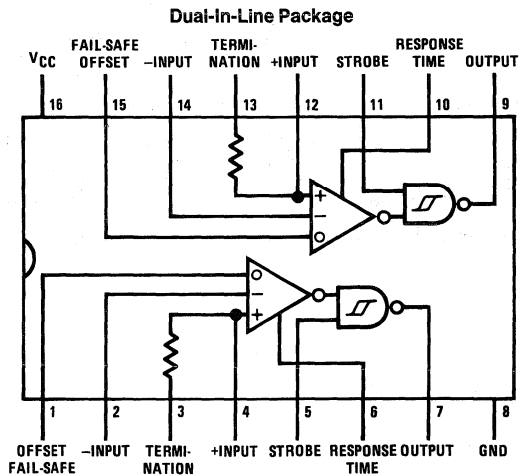 Dual-In-Line Package
VCC
FAIL-SAFE
OFFSET
–INPUT
TERMI-
NATION
+INPUT
STROBE
RESPONSE
TIME
OUTPUT
16 15 14 13 12 11 10 9
+
–
+
–
1 2 3 4 5 6 7 8
OFFSET
FAIL-SAFE
–INPUT
TERMI-
NATION
+INPUT
STROBE
RESPONSE
TIME
OUTPUT
GND